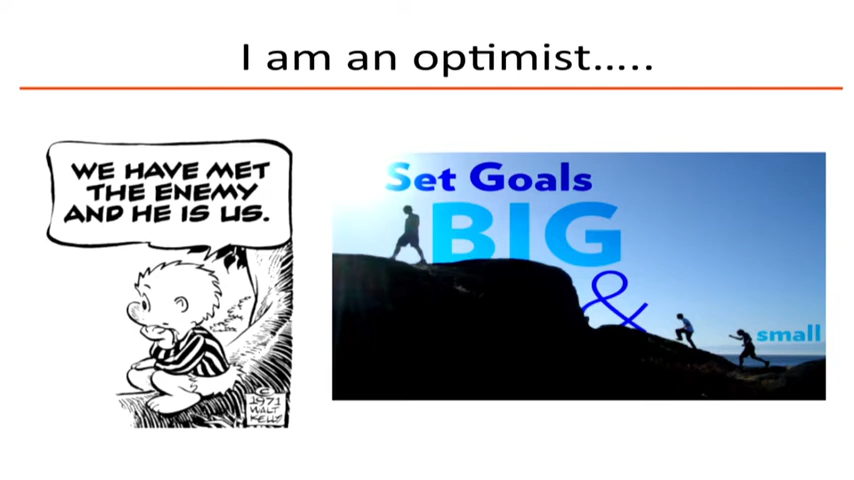 I am an optimist.....
WE HAVE MET
THE ENEMY
AND HE IS US.
©
1971
WALT
KELLY
Set Goals
BIG
&
small